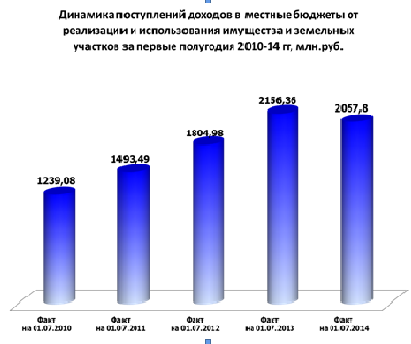 Динамика поступлений доходов в местные бюджеты от
реализации и использования имущества и земельных
участков за первые полугодия 2010-14 гг, млн.руб.
2156,36
2057,8
1804,98
1493,49
1239,08
Факт на 01.07.2010
Факт на 01.07.2011
Факт на 01.07.2012
Факт на 01.07.2013
Факт на 01.07.2014